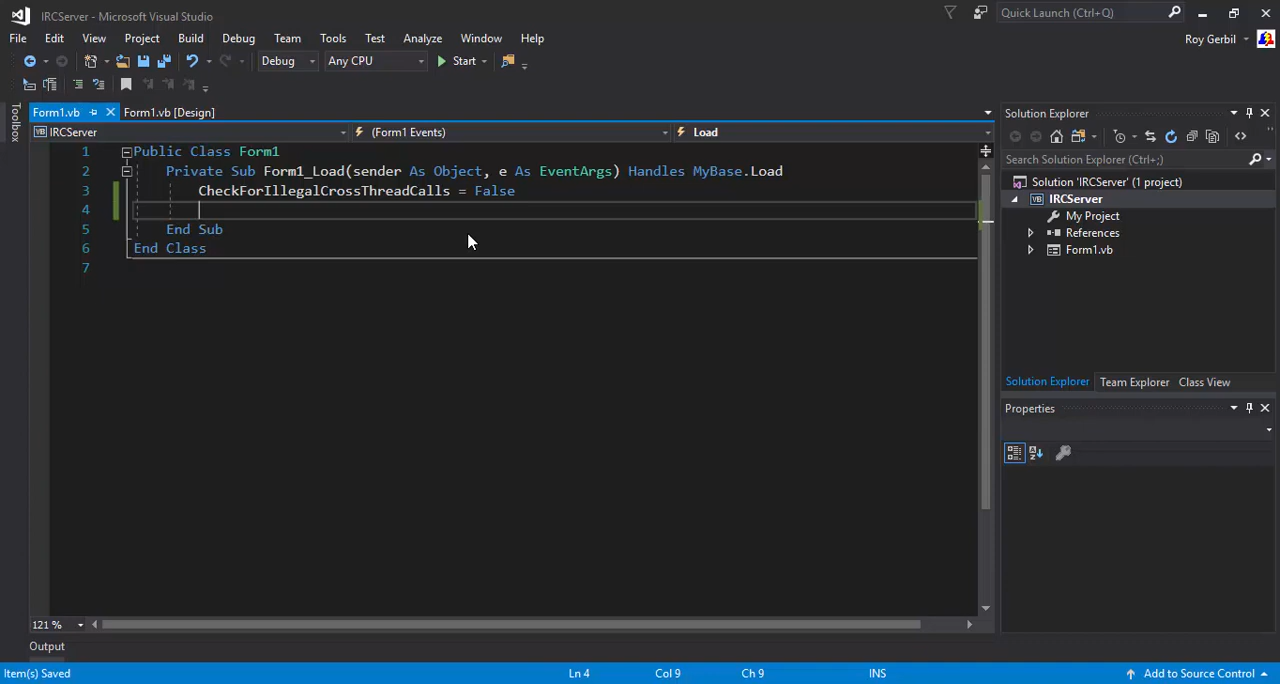 IRCServer - Microsoft Visual Studio
Quick Launch (Ctrl+Q)
File Edit View Project Build Debug Team Tools Test Analyze Window Help
Roy Gerbil
Debug Any CPU Start
Toolbox
Form1.vb
Form1.vb [Design]
IRCServer
(Form1 Events)
Load
1 Public Class Form1
2 Private Sub Form1_Load(sender As Object, e As EventArgs) Handles MyBase.Load
3 CheckForIllegalCrossThreadCalls = False
4
5 End Sub
6 End Class
7
121 %
Solution Explorer
Search Solution Explorer (Ctrl+;)
Solution 'IRCServer' (1 project)
IRCServer
My Project
References
Form1.vb
Solution Explorer Team Explorer Class View
Properties
Output
Item(s) Saved
Ln 4 Col 9 Ch 9 INS
Add to Source Control